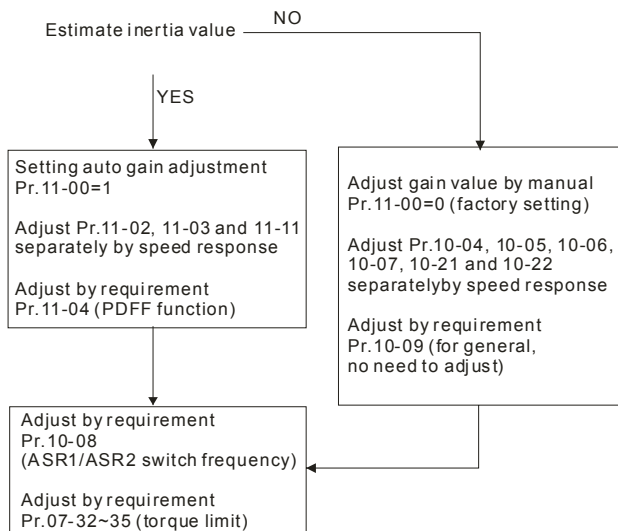 Estimate inertia value
NO
YES
Setting auto gain adjustment
Pr.11-00=1
Adjust Pr.11-02, 11-03 and 11-11
separately by speed response
Adjust by requirement
Pr.11-04 (PDFF function)
Adjust gain value by manual
Pr.11-00=0 (factory setting)
Adjust Pr.10-04, 10-05, 10-06,
10-07, 10-21 and 10-22
separatelyby speed response
Adjust by requirement
Pr.10-09 (for general,
no need to adjust)
Adjust by requirement
Pr.10-08
(ASR1/ASR2 switch frequency)
Adjust by requirement
Pr.07-32~35 (torque limit)